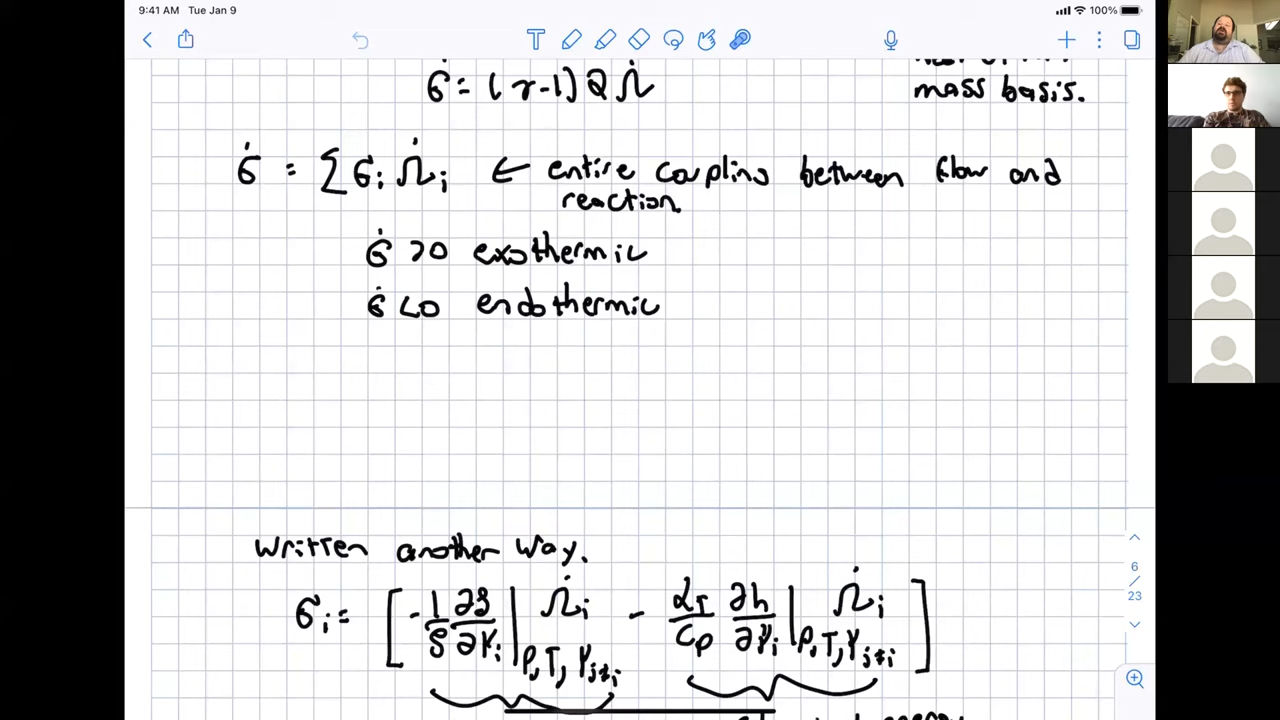 9:41 AM Tue Jan 9
100%
σ̇ = (γ-1) Q Ω̇
mass basis.
σ̇ = Σ σi Ω̇i ← entire coupling between flow and
reaction.
σ̇ >0 exothermic
σ̇ <0 endothermic
written another way.
σi = [ -1/ρ ∂ρ/∂Yi |P,T,Yj≠i Ω̇i - αT/Cp ∂h/∂Yi |P,T,Yj≠i Ω̇i ]
6
/
23